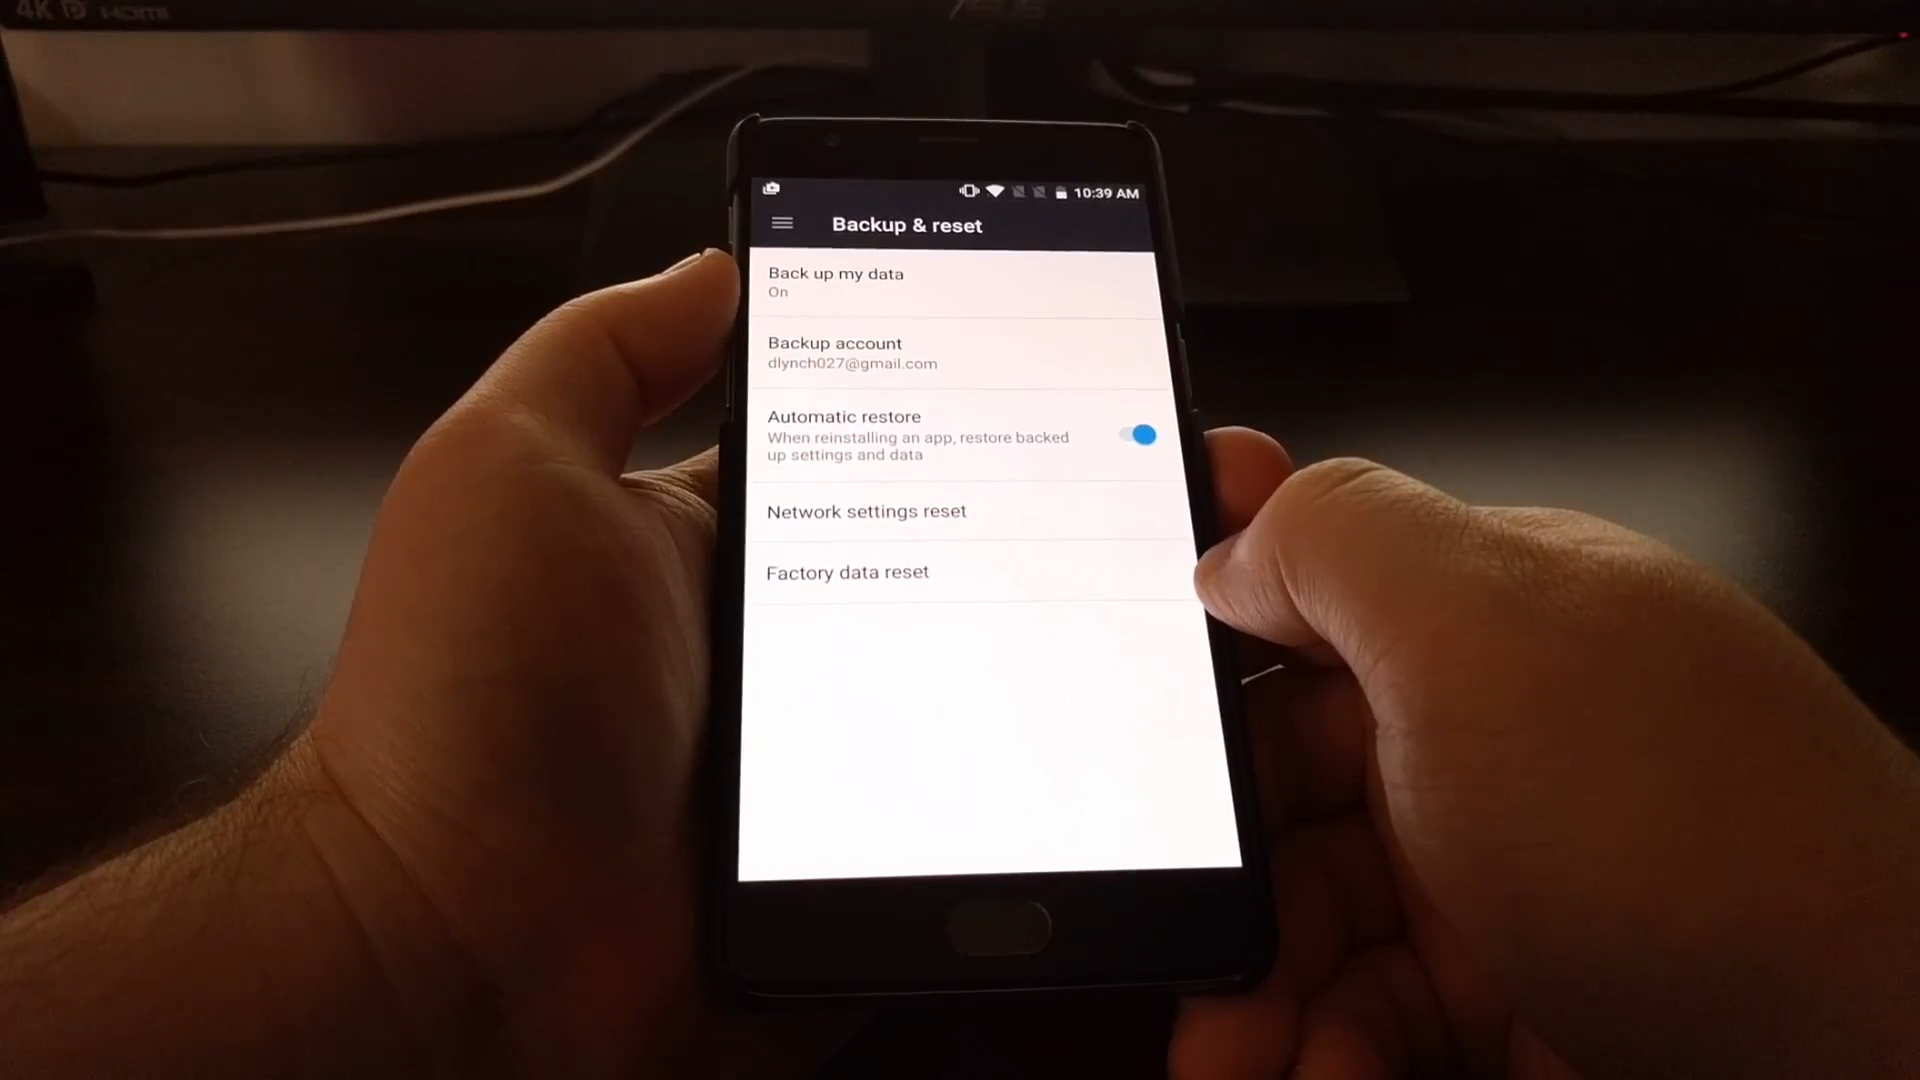 4K HDMI
10:39 AM
Backup & reset
Back up my data
On
Backup account
dlynch027@gmail.com
Automatic restore
When reinstalling an app, restore backed
up settings and data
Network settings reset
Factory data reset